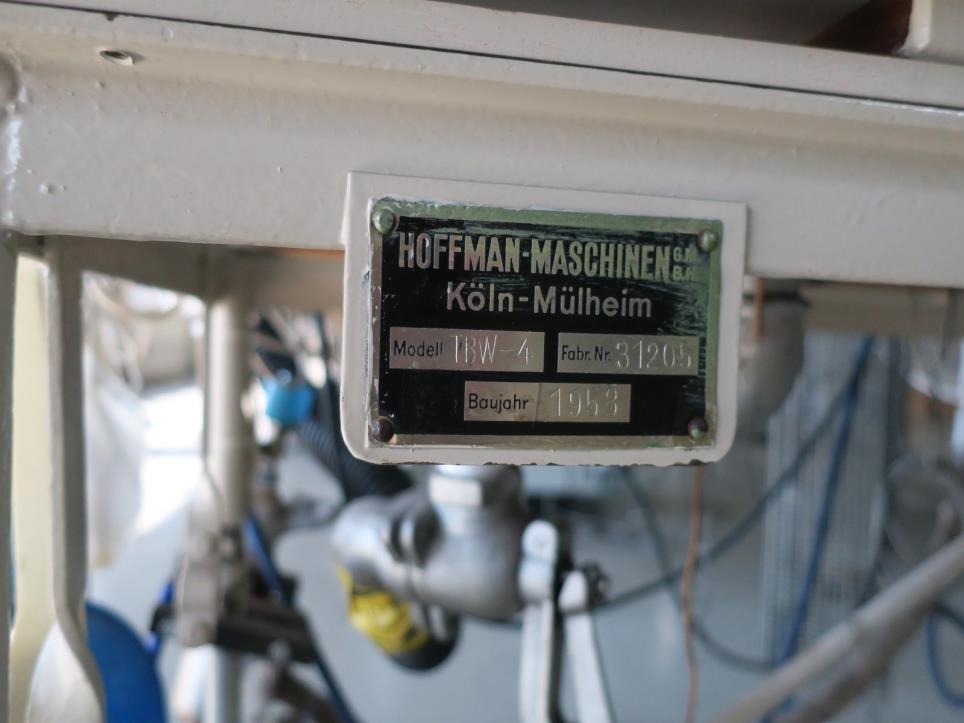 HOFFMAN-MASCHINEN G.M.B.H
Köln-Mülheim
Modell TBW-4 Fabr. Nr. 31205
Baujahr 1958